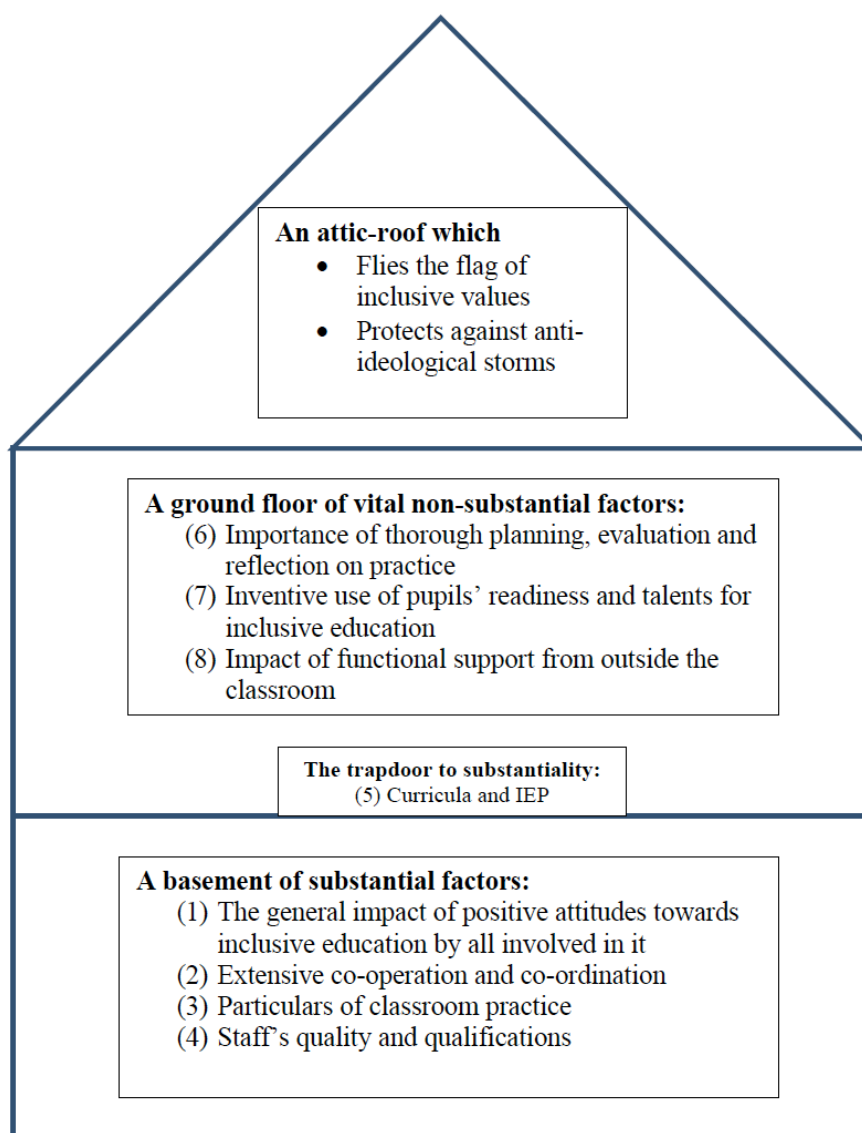 An attic-roof which
• Flies the flag of
inclusive values
• Protects against anti-
ideological storms
A ground floor of vital non-substantial factors:
(6) Importance of thorough planning, evaluation and
reflection on practice
(7) Inventive use of pupils’ readiness and talents for
inclusive education
(8) Impact of functional support from outside the
classroom
The trapdoor to substantiality:
(5) Curricula and IEP
A basement of substantial factors:
(1) The general impact of positive attitudes towards
inclusive education by all involved in it
(2) Extensive co-operation and co-ordination
(3) Particulars of classroom practice
(4) Staff’s quality and qualifications